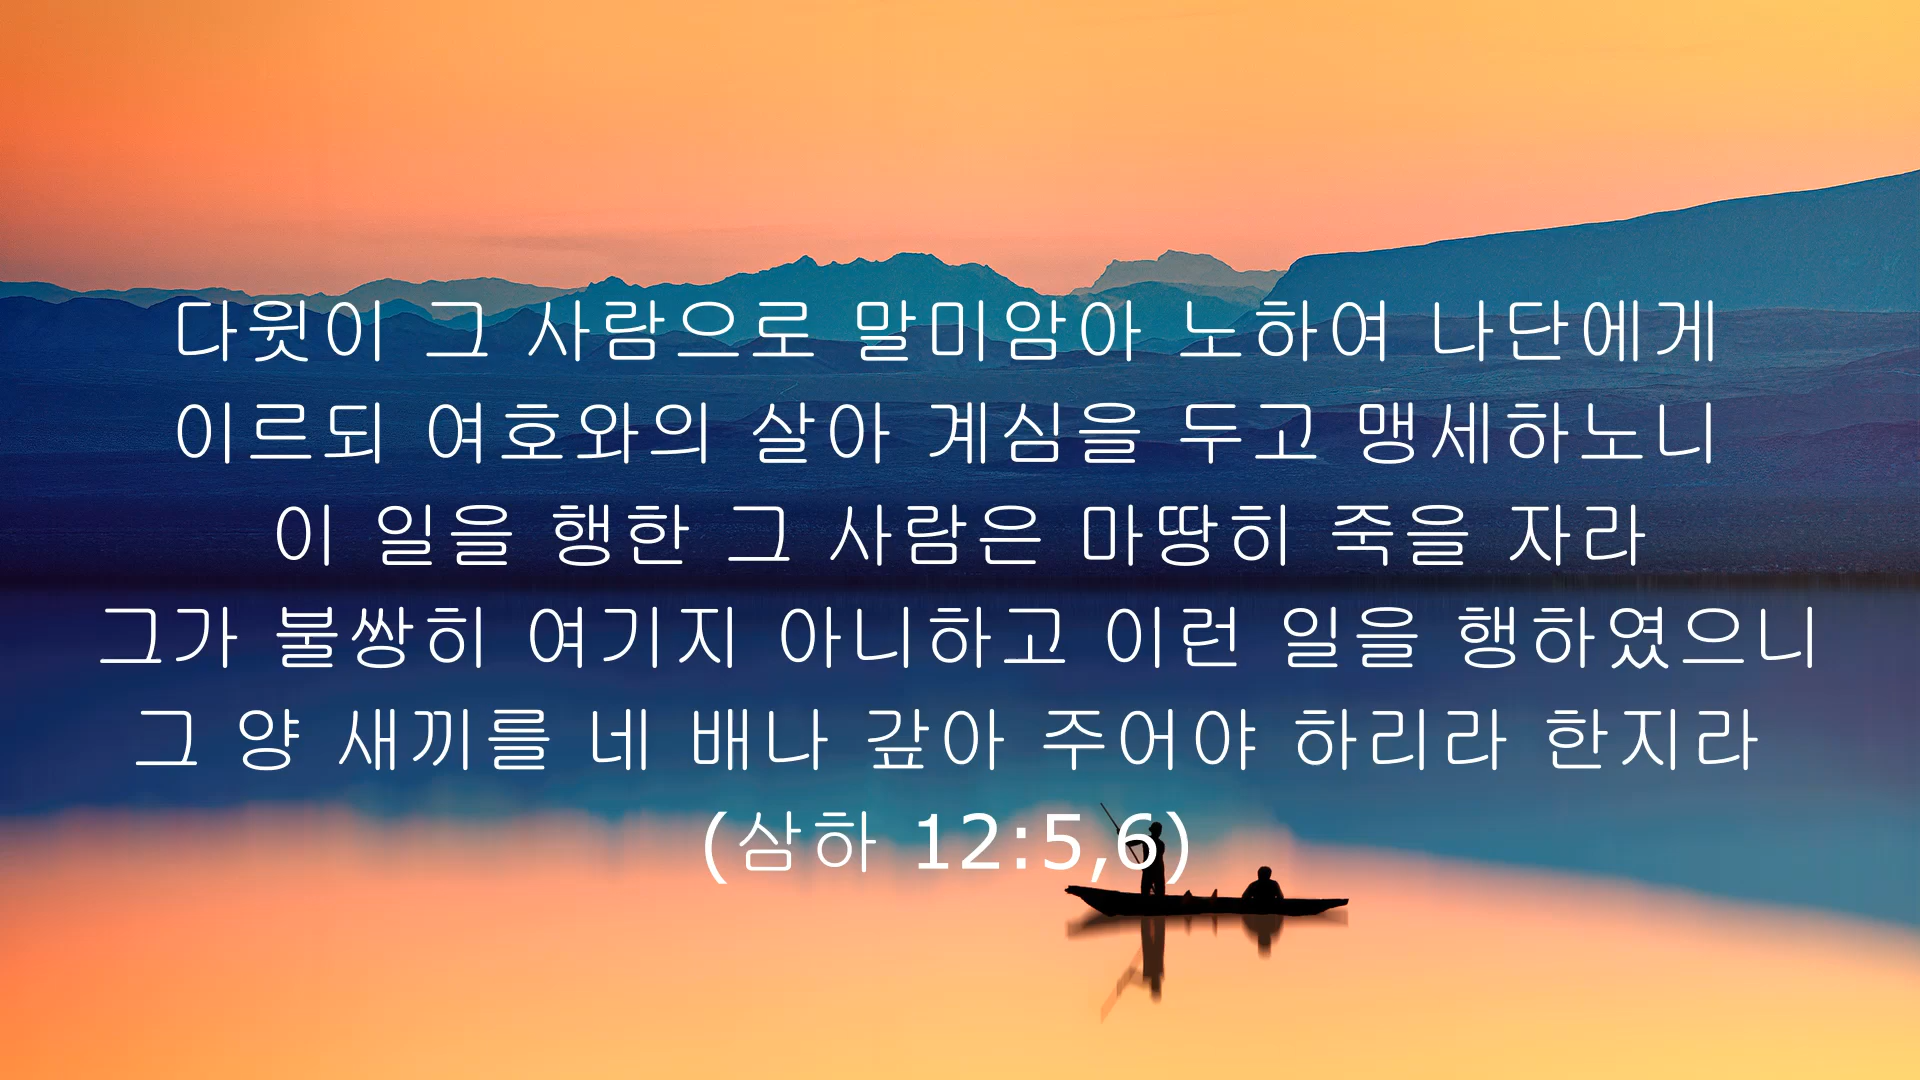 다윗이 그 사람으로 말미암아 노하여 나단에게
이르되 여호와의 살아 계심을 두고 맹세하노니
이 일을 행한 그 사람은 마땅히 죽을 자라
그가 불쌍히 여기지 아니하고 이런 일을 행하였으니
그 양 새끼를 네 배나 갚아 주어야 하리라 한지라
(삼하 12:5,6)